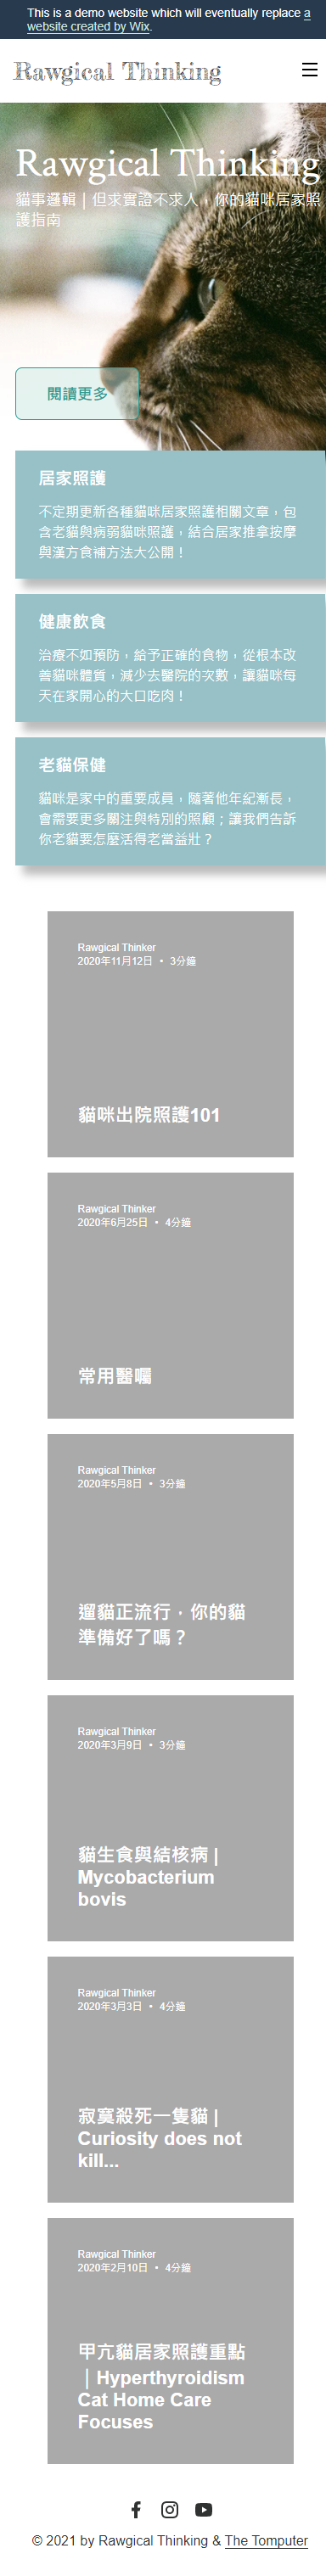 This is a demo website which will eventually replace a
website created by Wix.
Rawgical Thinking
Rawgical Thinking
貓事邏輯 | 但求實證不求人，你的貓咪居家照
護指南
閱讀更多
居家照護
不定期更新各種貓咪居家照護相關文章，包
含老貓與病弱貓咪照護，結合居家推拿按摩
與漢方食補方法大公開！
健康飲食
治療不如預防，給予正確的食物，從根本改
善貓咪體質，減少去醫院的次數，讓貓咪每
天在家開心的大口吃肉！
老貓保健
貓咪是家中的重要成員，隨著他年紀漸長，
會需要更多關注與特別的照顧；讓我們告訴
你老貓要怎麼活得老當益壯？
Rawgical Thinker
2020年11月12日 • 3分鐘
貓咪出院照護101
Rawgical Thinker
2020年6月25日 • 4分鐘
常用醫囑
Rawgical Thinker
2020年5月8日 • 3分鐘
遛貓正流行，你的貓
準備好了嗎？
Rawgical Thinker
2020年3月9日 • 3分鐘
貓生食與結核病 |
Mycobacterium
bovis
Rawgical Thinker
2020年3月3日 • 4分鐘
寂寞殺死一隻貓 |
Curiosity does not
kill...
Rawgical Thinker
2020年2月10日 • 4分鐘
甲亢貓居家照護重點
｜Hyperthyroidism
Cat Home Care
Focuses
© 2021 by Rawgical Thinking & The Tomputer